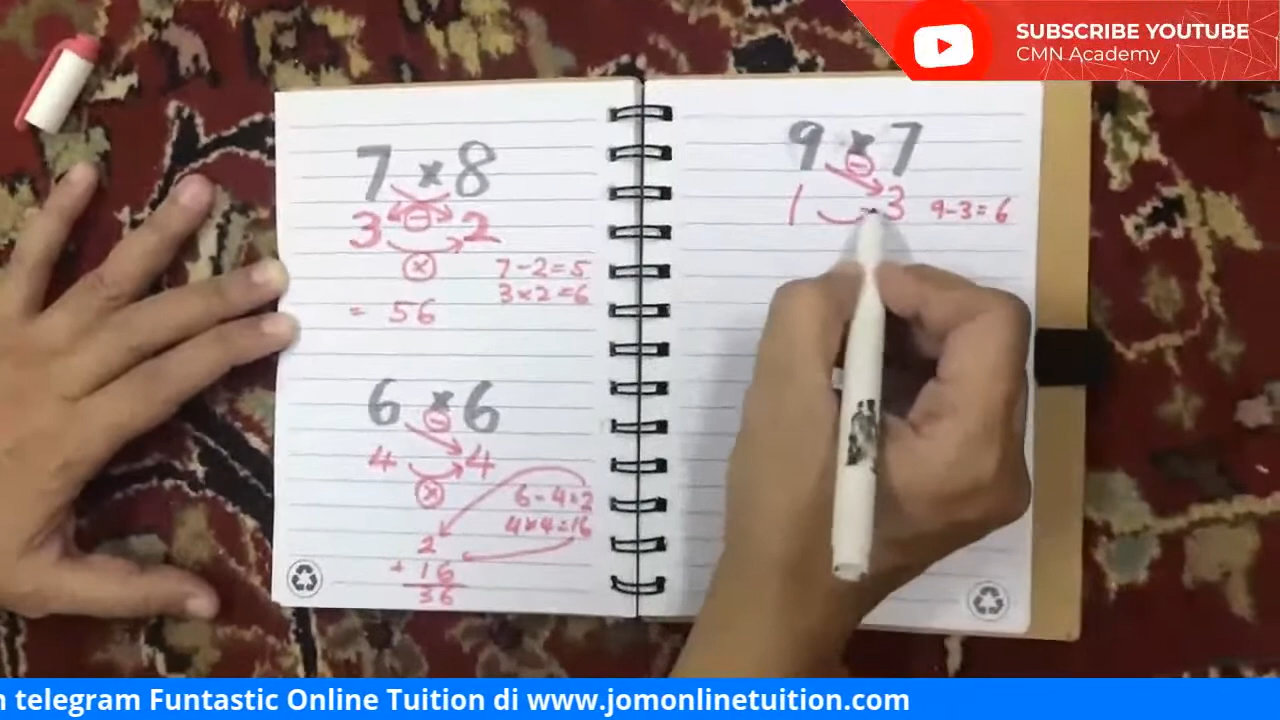 SUBSCRIBE YOUTUBE
CMN Academy
7 × 8
3 − 2
×
7-2=5
3×2=6
= 56
6 × 6
−
4 4
×
6-4=2
4×4=16
2
+ 16
36
9 × 7
−
1 3 9-3=6
telegram Funtastic Online Tuition di www.jomonlinetuition.com